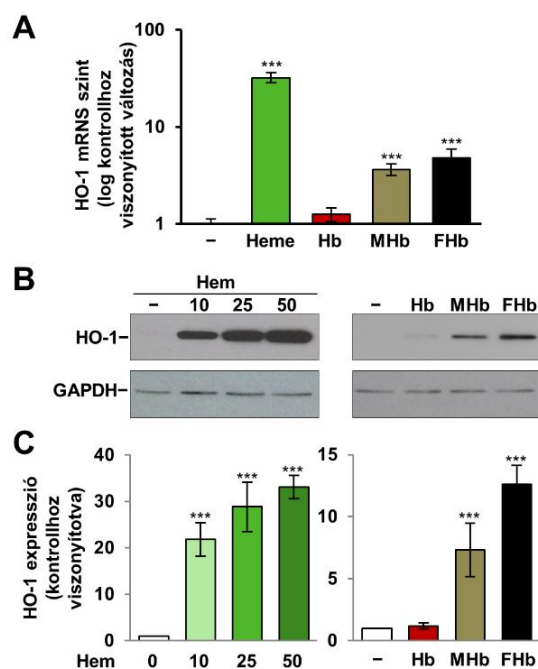 A
HO-1 mRNS szint
(log kontrollhoz
viszonyított változás)
100
10
1
***
***
***
– Heme Hb MHb FHb
B
Hem
– 10 25 50
– Hb MHb FHb
HO-1–
GAPDH–
C
HO-1 expresszió
(kontrollhoz
viszonyítotva)
40
30
20
10
0
***
***
***
Hem 0 10 25 50
15
10
5
0
***
***
– Hb MHb FHb